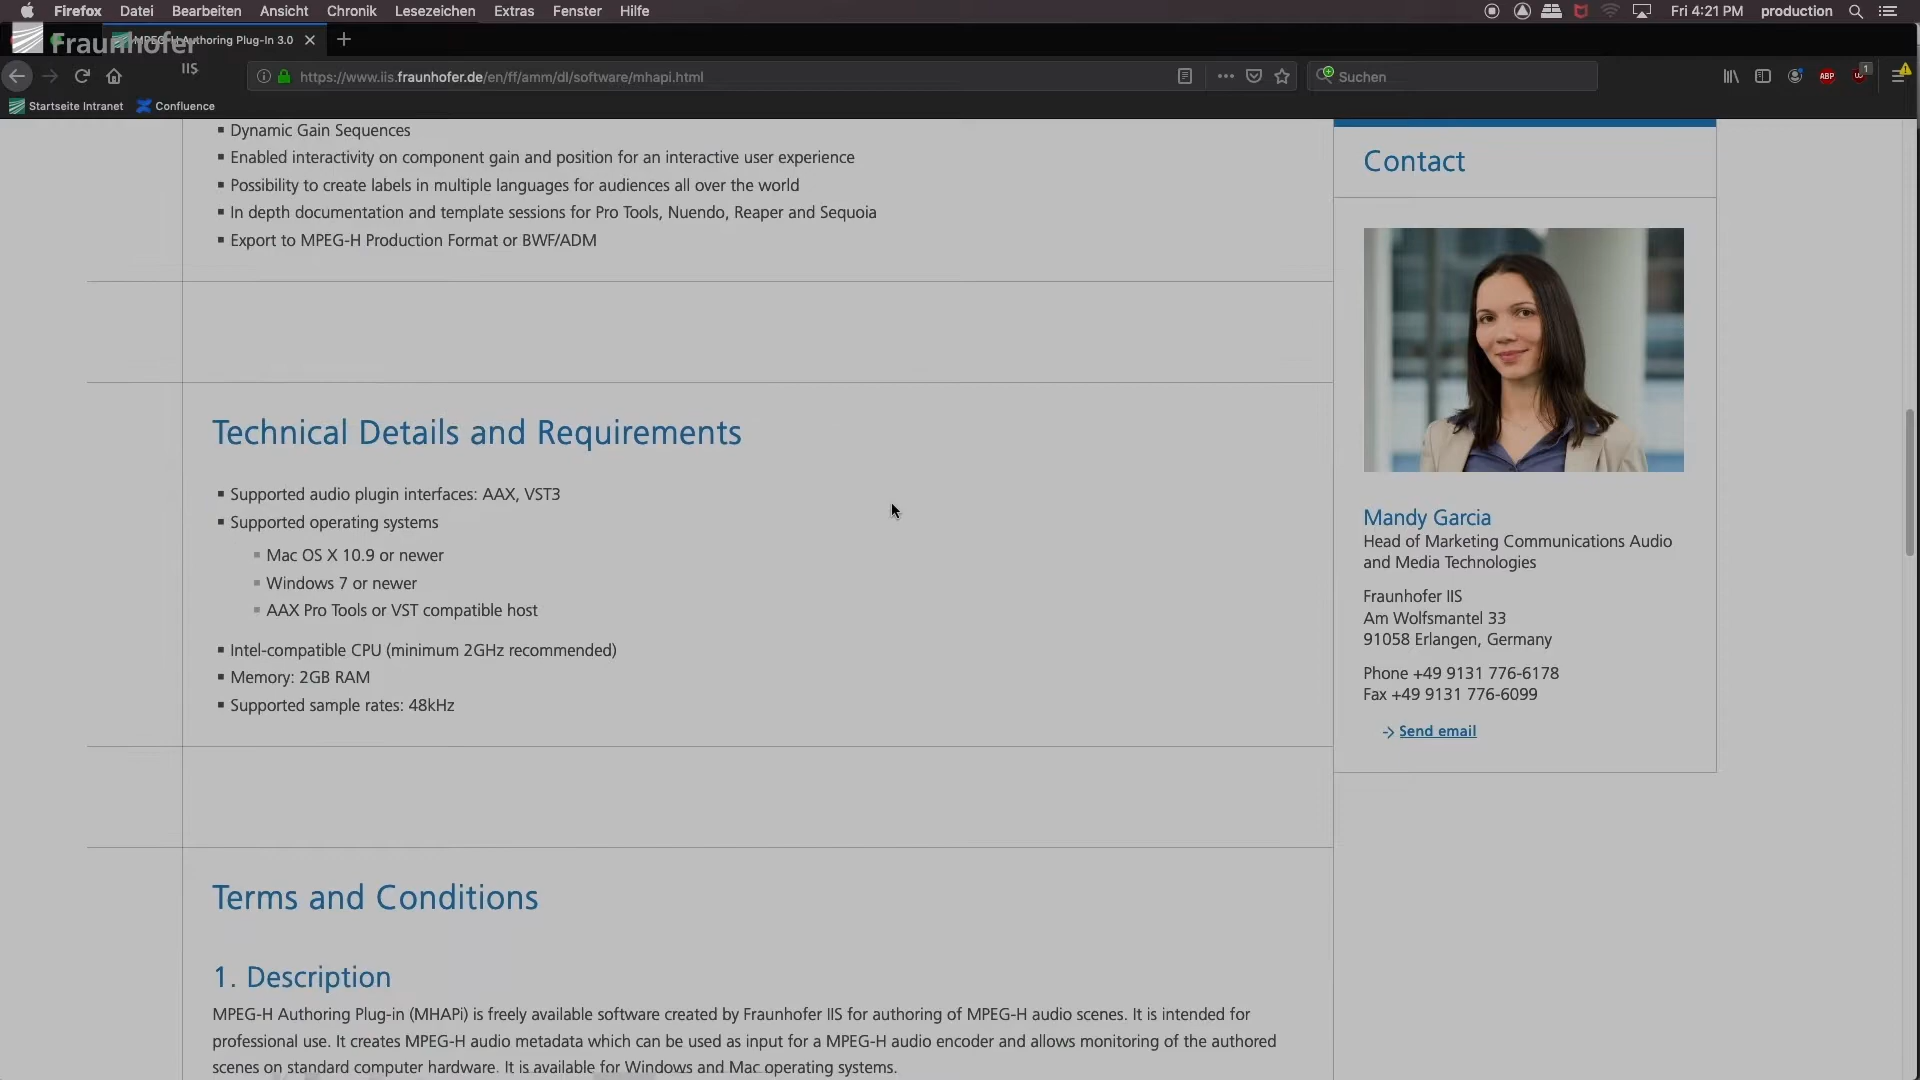 Firefox Datei Bearbeiten Ansicht Chronik Lesezeichen Extras Fenster Hilfe Fri 4:21 PM production
Fraunhofer
IIS
MPEG-H Authoring Plug-In 3.0
https://www.iis.fraunhofer.de/en/ff/amm/dl/software/mhapi.html
Suchen
ABP
1
Startseite Intranet Confluence
Dynamic Gain Sequences
Enabled interactivity on component gain and position for an interactive user experience
Possibility to create labels in multiple languages for audiences all over the world
In depth documentation and template sessions for Pro Tools, Nuendo, Reaper and Sequoia
Export to MPEG-H Production Format or BWF/ADM
Technical Details and Requirements
Supported audio plugin interfaces: AAX, VST3
Supported operating systems
Mac OS X 10.9 or newer
Windows 7 or newer
AAX Pro Tools or VST compatible host
Intel-compatible CPU (minimum 2GHz recommended)
Memory: 2GB RAM
Supported sample rates: 48kHz
Terms and Conditions
1. Description
MPEG-H Authoring Plug-in (MHAPi) is freely available software created by Fraunhofer IIS for authoring of MPEG-H audio scenes. It is intended for
professional use. It creates MPEG-H audio metadata which can be used as input for a MPEG-H audio encoder and allows monitoring of the authored
scenes on standard computer hardware. It is available for Windows and Mac operating systems.
Contact
Mandy Garcia
Head of Marketing Communications Audio
and Media Technologies
Fraunhofer IIS
Am Wolfsmantel 33
91058 Erlangen, Germany
Phone +49 9131 776-6178
Fax +49 9131 776-6099
Send email